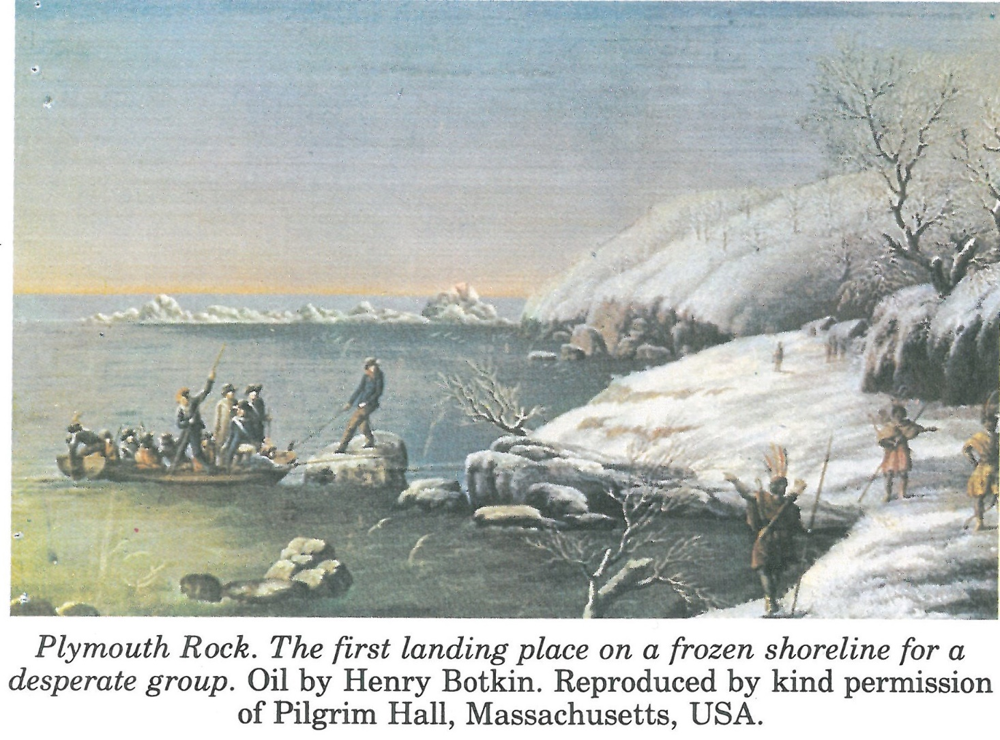 Plymouth Rock. The first landing place on a frozen shoreline for a
desperate group. Oil by Henry Botkin. Reproduced by kind permission
of Pilgrim Hall, Massachusetts, USA.